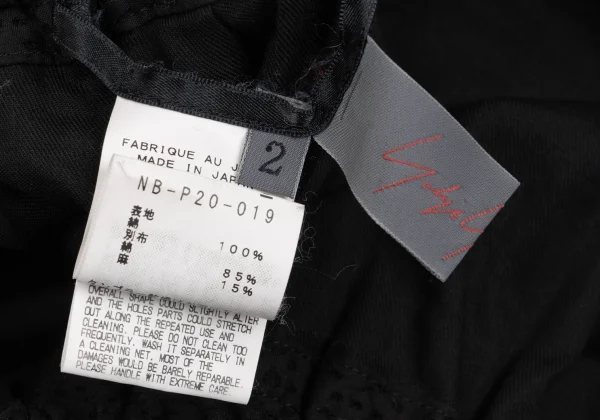 FABRIQUE AU J
MADE IN JAPAN
2
NB-P20-019
表地
綿 100%
別布
綿 85%
麻 15%
OVERALL SHAPE COULD SLIGHTLY ALTER
AND THE HOLES PARTS COULD STRETCH
OUT ALONG THE REPEATED USE AND
CLEANING. PLEASE DO NOT CLEAN TOO
FREQUENTLY. WASH IT SEPARATELY IN
A CLEANING NET. MOST OF THE
DAMAGES WOULD BE BARELY REPARABLE.
PLEASE HANDLE WITH EXTREME CARE.